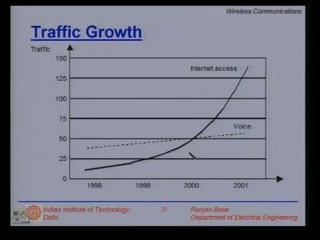 Wireless Communications
Traffic Growth
Traffic
150
Internet access
125
100
75
Voice
50
25
0
1998 1999 2000 2001
Indian Institute of Technology, 25 Ranjan Bose
Delhi Department of Electrical Engineering